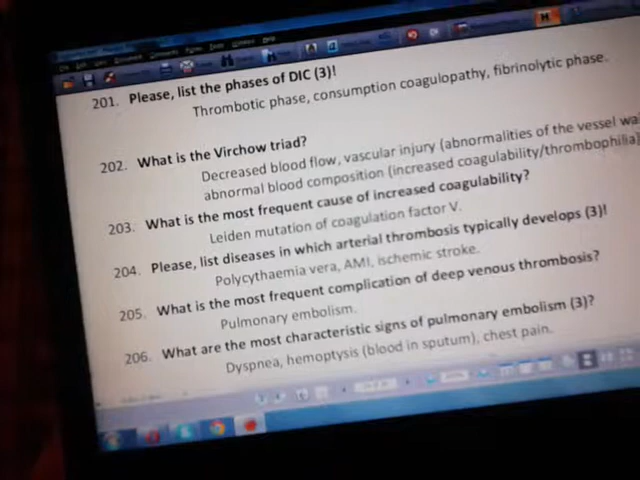 201. Please, list the phases of DIC (3)!
Thrombotic phase, consumption coagulopathy, fibrinolytic phase.
202. What is the Virchow triad?
Decreased blood flow, vascular injury (abnormalities of the vessel wa
abnormal blood composition (increased coagulability/thrombophilia)
203. What is the most frequent cause of increased coagulability?
Leiden mutation of coagulation factor V.
204. Please, list diseases in which arterial thrombosis typically develops (3)!
Polycythaemia vera, AMI, ischemic stroke.
205. What is the most frequent complication of deep venous thrombosis?
Pulmonary embolism.
206. What are the most characteristic signs of pulmonary embolism (3)?
Dyspnea, hemoptysis (blood in sputum), chest pain.